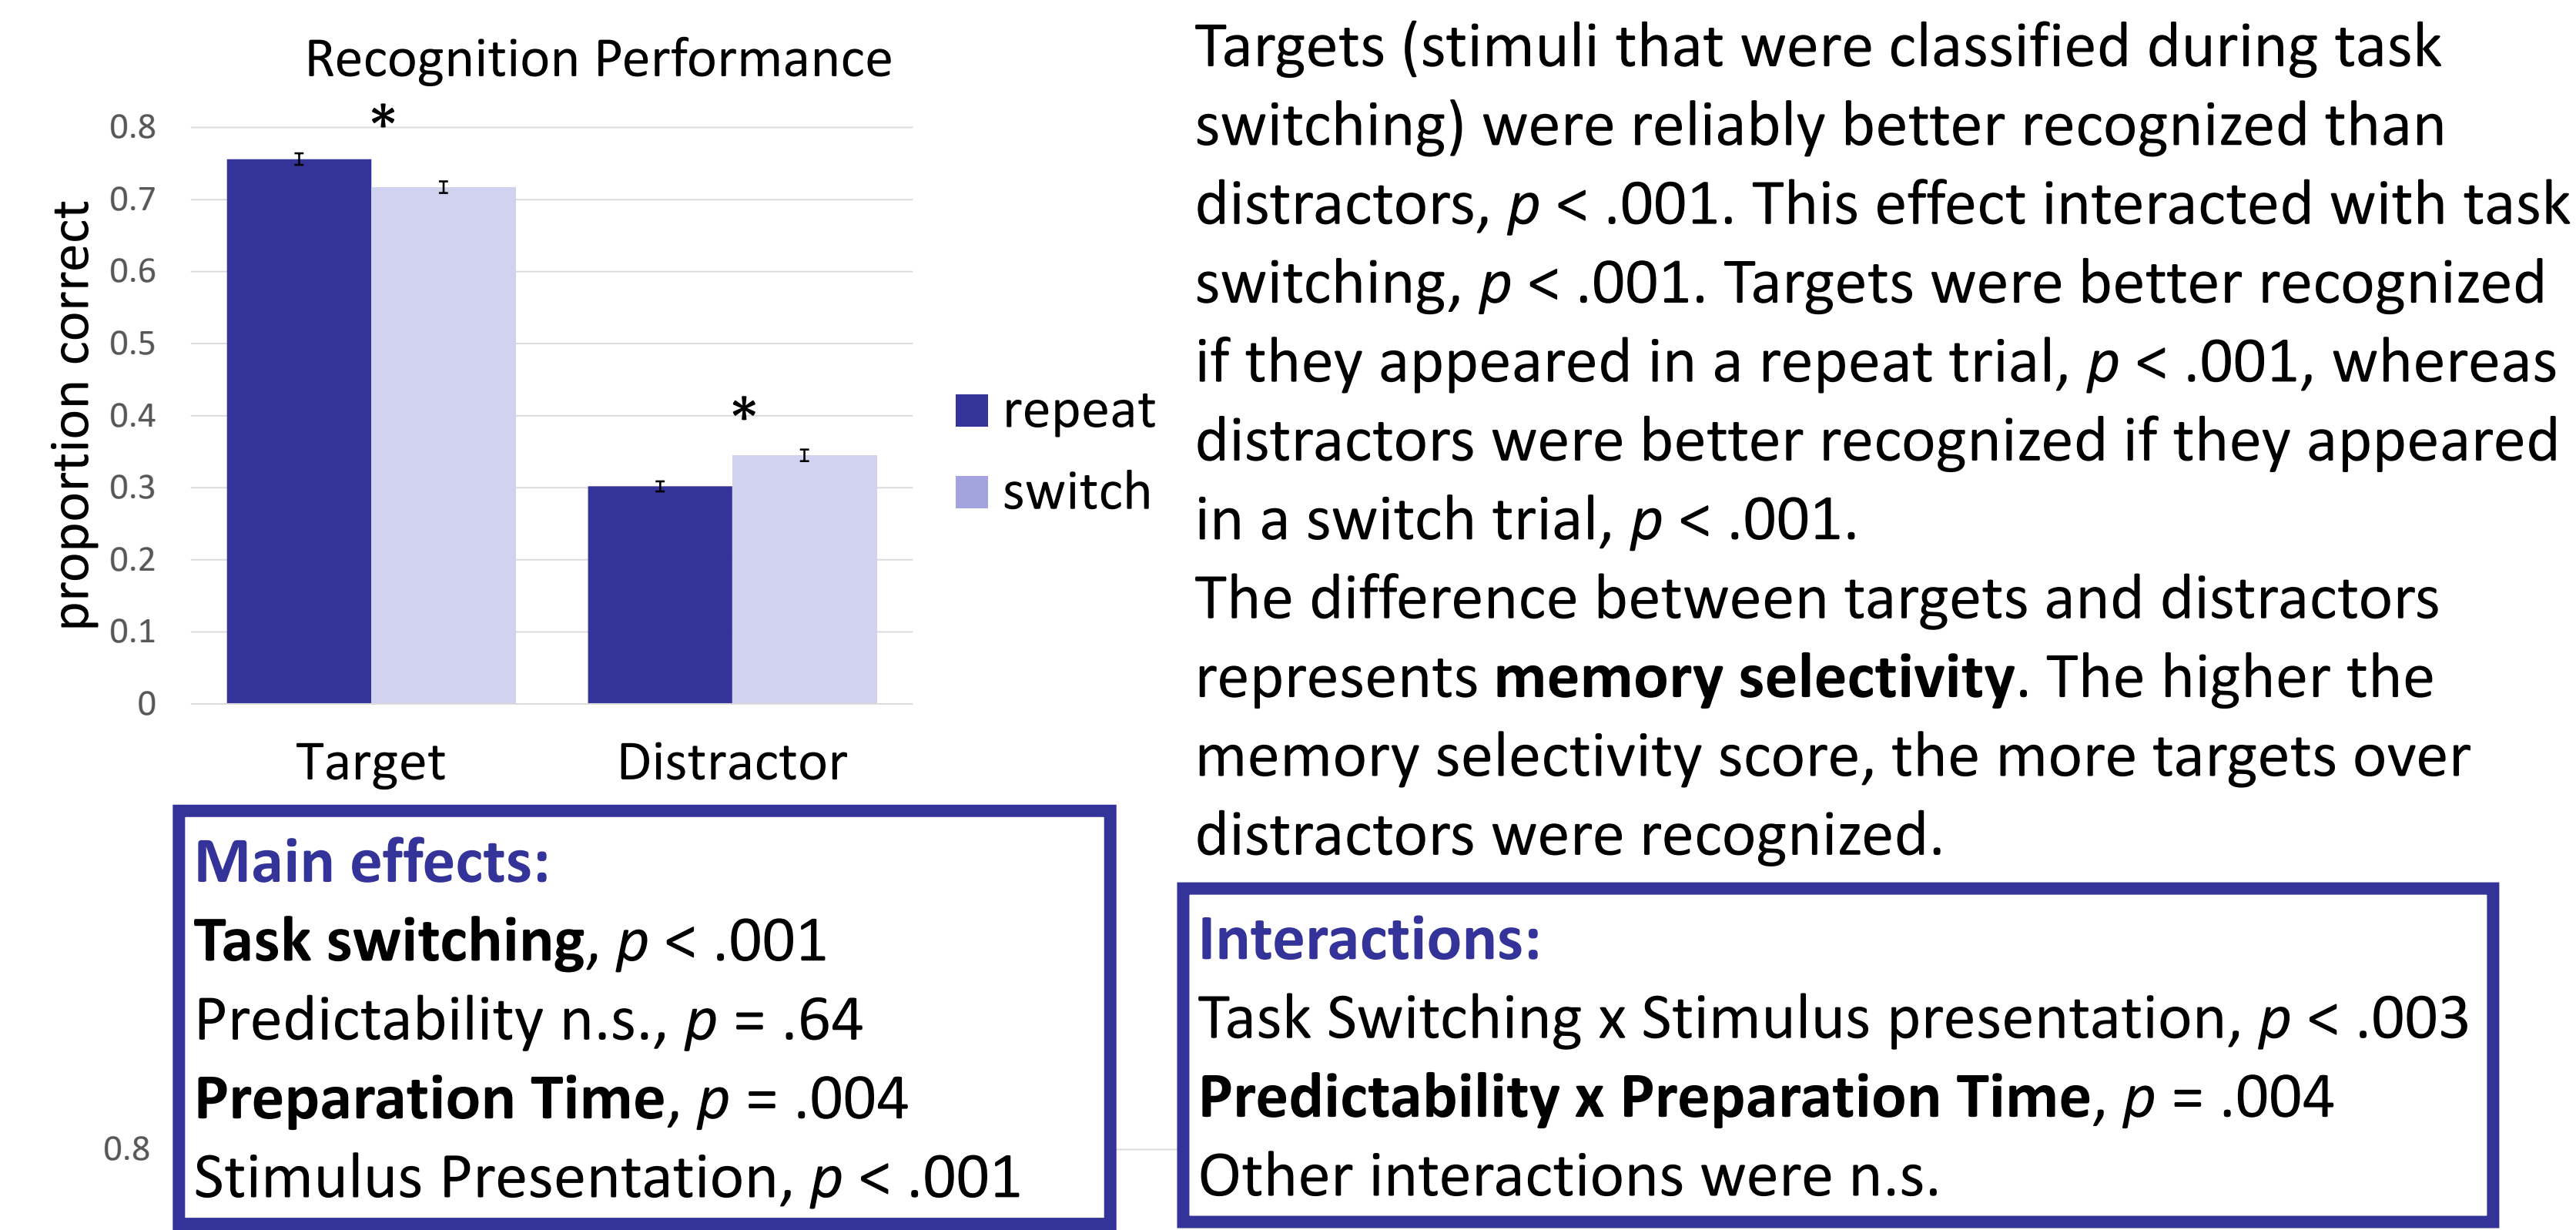 Recognition Performance
*
0.8
0.7
0.6
0.5
0.4
0.3
0.2
0.1
0
proportion correct
*
repeat
switch
Target
Distractor
Targets (stimuli that were classified during task
switching) were reliably better recognized than
distractors, p < .001. This effect interacted with task
switching, p < .001. Targets were better recognized
if they appeared in a repeat trial, p < .001, whereas
distractors were better recognized if they appeared
in a switch trial, p < .001.
The difference between targets and distractors
represents memory selectivity. The higher the
memory selectivity score, the more targets over
distractors were recognized.
Main effects:
Task switching, p < .001
Predictability n.s., p = .64
Preparation Time, p = .004
Stimulus Presentation, p < .001
0.8
Interactions:
Task Switching x Stimulus presentation, p < .003
Predictability x Preparation Time, p = .004
Other interactions were n.s.